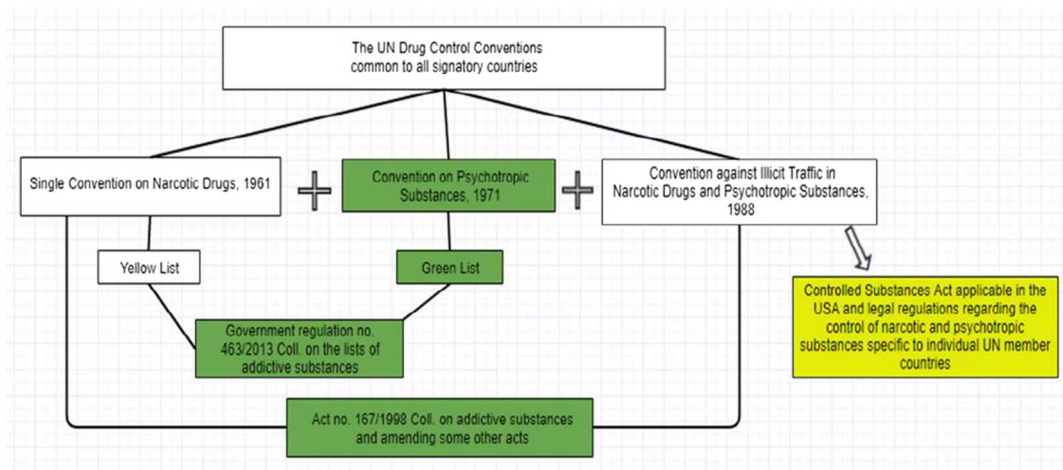 The UN Drug Control Conventions
common to all signatory countries
Single Convention on Narcotic Drugs, 1961
Convention on Psychotropic
Substances, 1971
Convention against Illicit Traffic in
Narcotic Drugs and Psychotropic Substances,
1988
Yellow List
Green List
Controlled Substances Act applicable in the
USA and legal regulations regarding the
control of narcotic and psychotropic
substances specific to individual UN member
countries
Government regulation no.
463/2013 Coll. on the lists of
addictive substances
Act no. 167/1998 Coll. on addictive substances
and amending some other acts